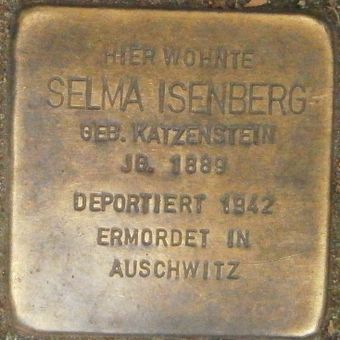 HIER WOHNTE
SELMA ISENBERG
GEB. KATZENSTEIN
JG. 1889
DEPORTIERT 1942
ERMORDET IN
AUSCHWITZ